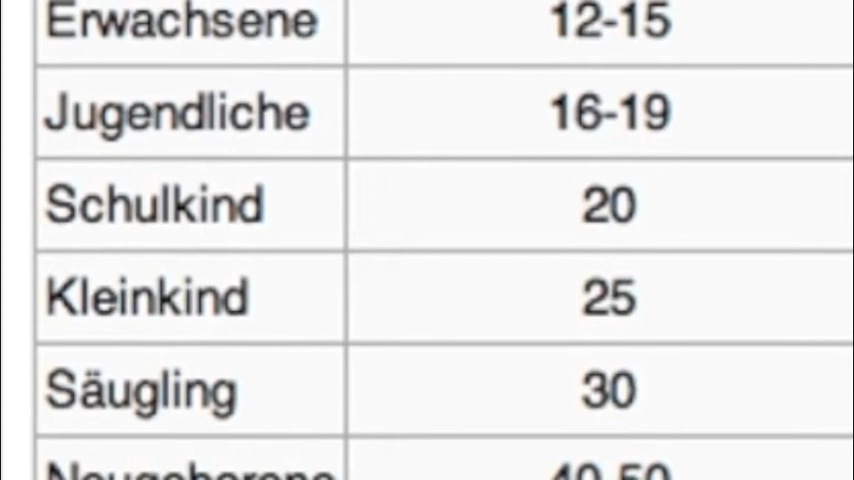 Erwachsene 12-15
Jugendliche 16-19
Schulkind 20
Kleinkind 25
Säugling 30
Neugeborene 40-50